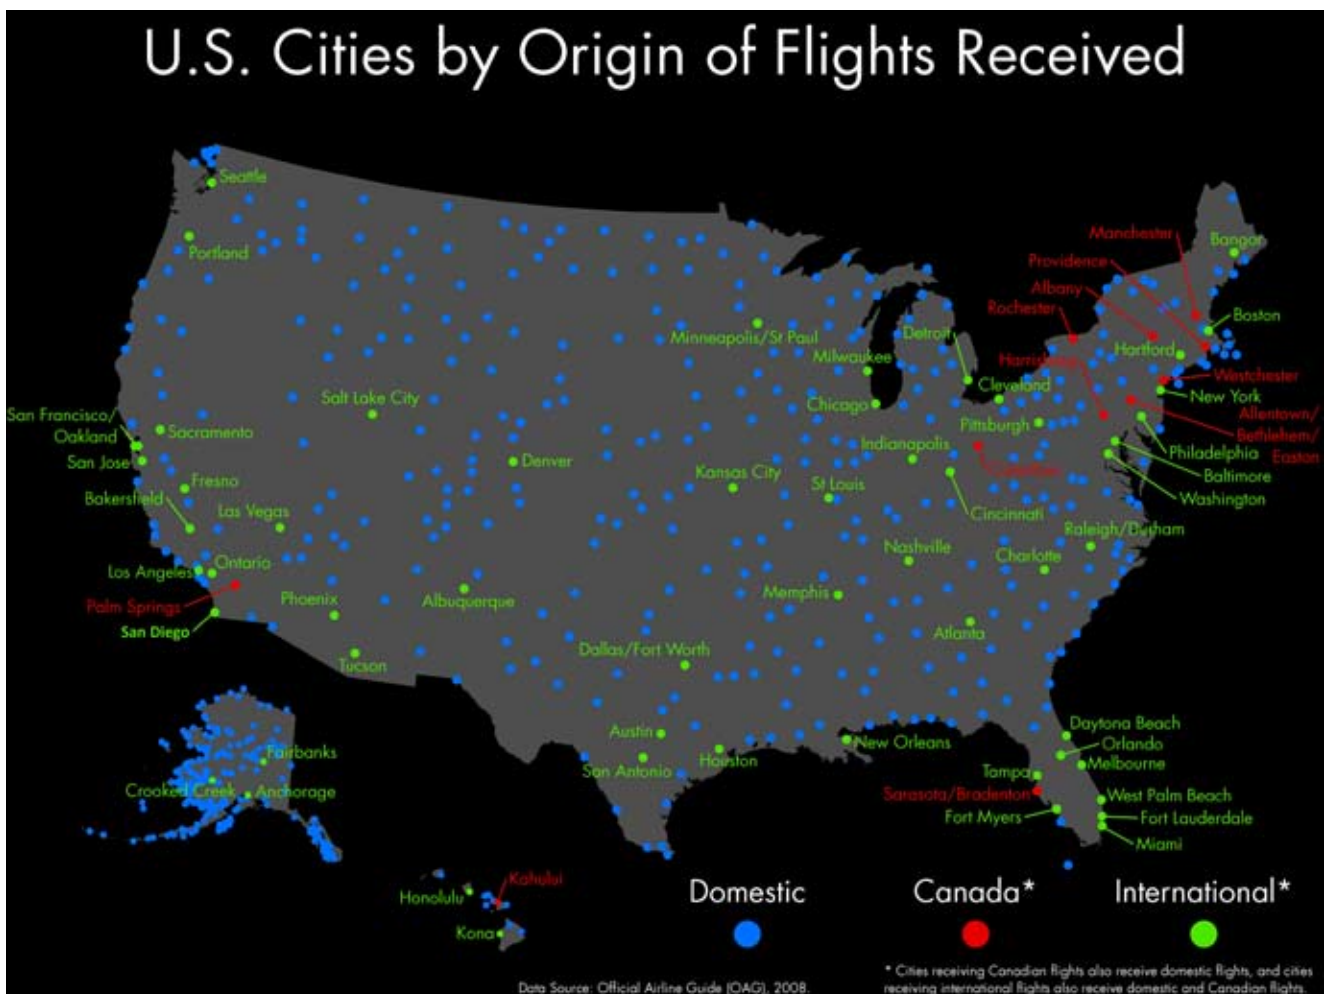 U.S. Cities by Origin of Flights Received
Seattle
Portland
Manchester
Bangor
Providence
Albany
Rochester
Boston
Minneapolis/St Paul
Detroit
Hartford
Milwaukee
Harrisburg
Westchester
Cleveland
New York
Salt Lake City
Chicago
San Francisco/
Oakland
Allentown/
Bethlehem/
Easton
Sacramento
Pittsburgh
Indianapolis
Philadelphia
San Jose
Denver
Kansas City
Baltimore
Fresno
St Louis
Washington
Bakersfield
Las Vegas
Cincinnati
Raleigh/Durham
Nashville
Charlotte
Los Angeles
Ontario
Palm Springs
Phoenix
Albuquerque
Memphis
San Diego
Atlanta
Tucson
Dallas/Fort Worth
Daytona Beach
Austin
New Orleans
Orlando
Fairbanks
Houston
Melbourne
San Antonio
Tampa
Crooked Creek
Anchorage
Sarasota/Bradenton
West Palm Beach
Fort Myers
Fort Lauderdale
Miami
Kahului
Honolulu
Kona
Domestic
Canada*
International*
* Cities receiving Canadian flights also receive domestic flights, and cities
receiving international flights also receive domestic and Canadian flights.
Data Source: Official Airline Guide (OAG), 2008.